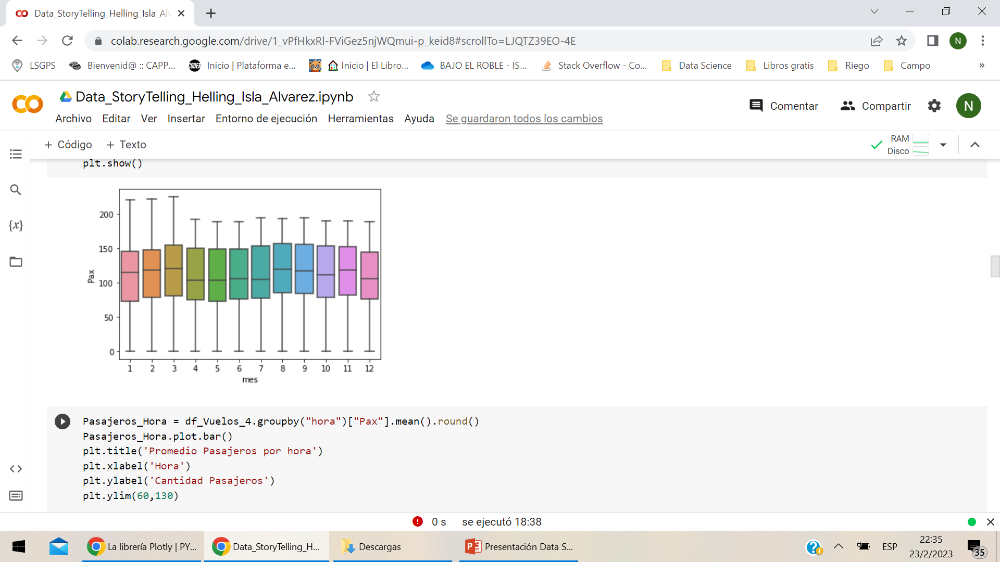 Data_StoryTelling_Helling_Isla_Al
colab.research.google.com/drive/1_vPfHkxRl-FViGez5njWQmui-p_keid8#scrollTo=LJQTZ39EO-4E
N
LSGPS
Bienvenid@ :: CAPP...
CODER
Inicio | Plataforma e...
Inicio | El Libro...
BAJO EL ROBLE - IS...
Stack Overflow - Co...
Data Science
Libros gratis
Riego
Campo
»
Data_StoryTelling_Helling_Isla_Alvarez.ipynb
Comentar
Compartir
N
Archivo Editar Ver Insertar Entorno de ejecución Herramientas Ayuda Se guardaron todos los cambios
+ Código + Texto
RAM
Disco
{x}
plt.show()
200
150
100
50
0
Pax
1 2 3 4 5 6 7 8 9 10 11 12
mes
Pasajeros_Hora = df_Vuelos_4.groupby("hora")["Pax"].mean().round()
Pasajeros_Hora.plot.bar()
plt.title('Promedio Pasajeros por hora')
plt.xlabel('Hora')
plt.ylabel('Cantidad Pasajeros')
plt.ylim(60,130)
0 s se ejecutó 18:38
La librería Plotly | PY...
Data_StoryTelling_H...
Descargas
Presentación Data S...
ESP
22:35
23/2/2023
35